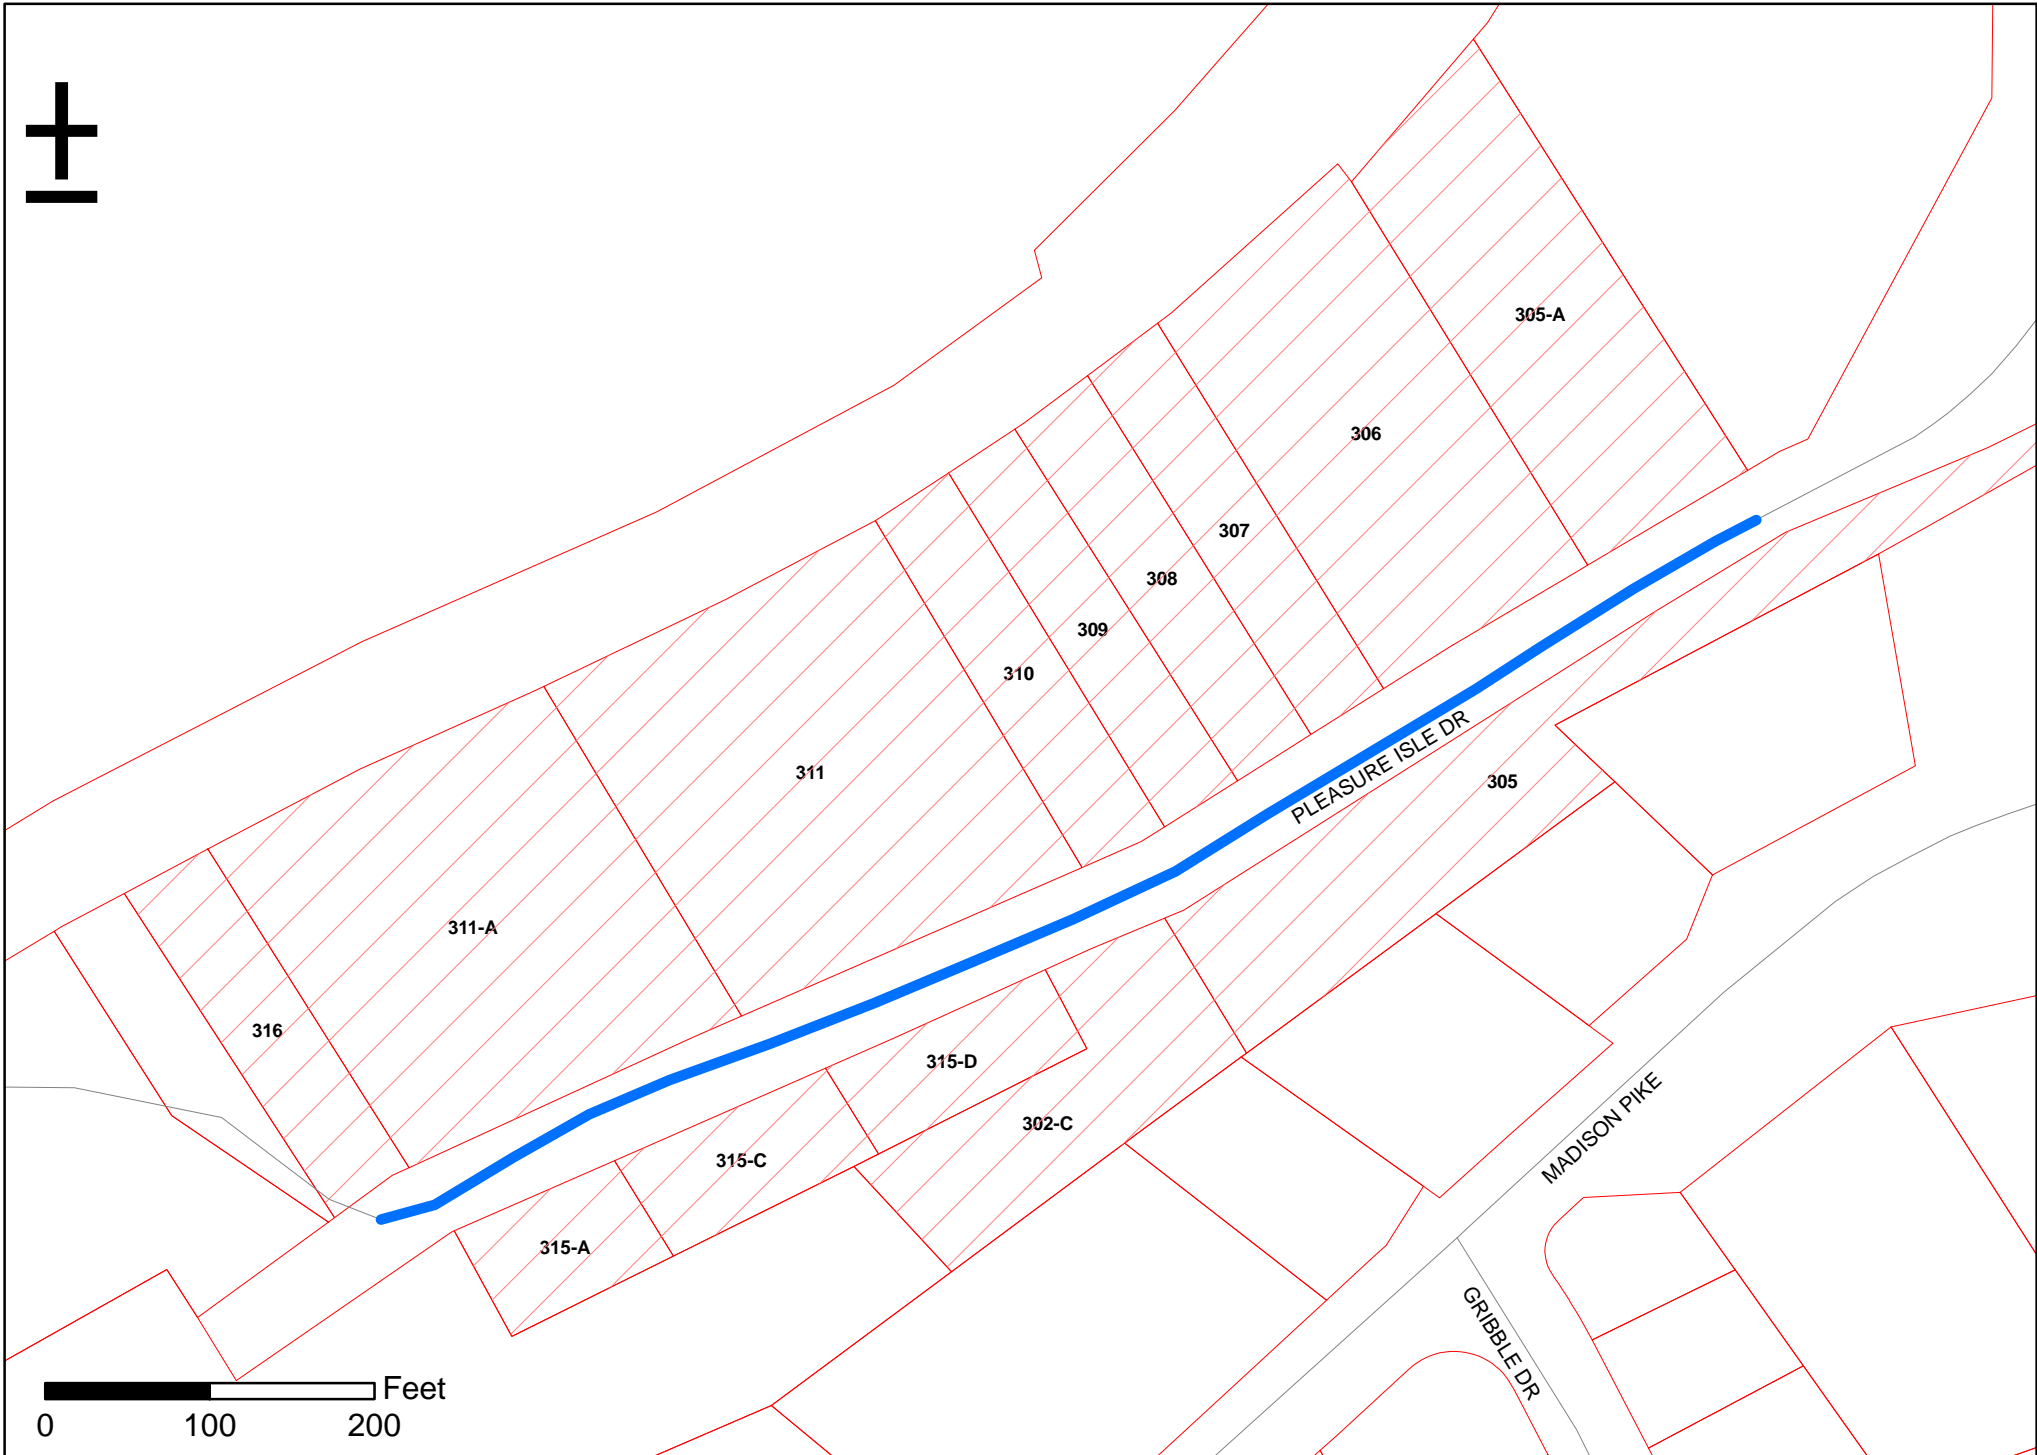 305-A
306
307
308
309
310
311
311-A
316
PLEASURE ISLE DR
305
315-D
302-C
315-C
315-A
MADISON PIKE
GRIBBLE DR
Feet
0 100 200